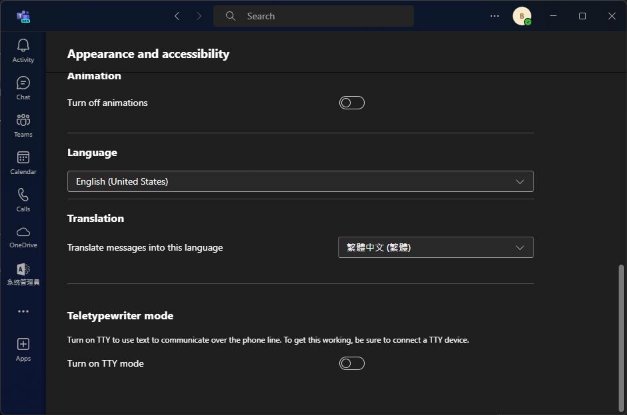 Search
B
Activity
Chat
Teams
Calendar
Calls
OneDrive
系統管理員
Apps
Appearance and accessibility
Animation
Turn off animations
Language
English (United States)
Translation
Translate messages into this language
繁體中文 (繁體)
Teletypewriter mode
Turn on TTY to use text to communicate over the phone line. To get this working, be sure to connect a TTY device.
Turn on TTY mode